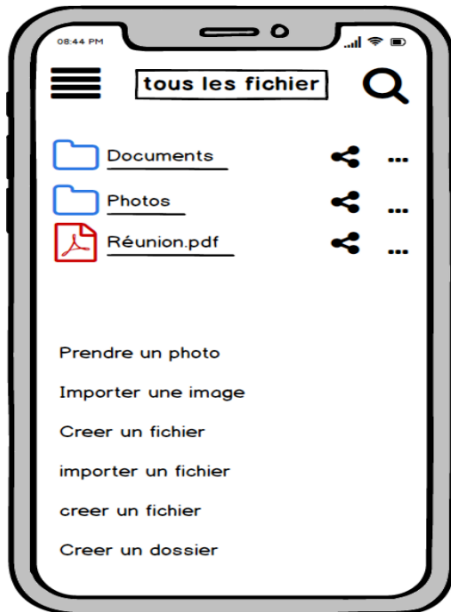 08:44 PM
tous les fichier
Documents ...
Photos ...
Réunion.pdf ...
Prendre un photo
Importer une image
Creer un fichier
importer un fichier
creer un fichier
Creer un dossier